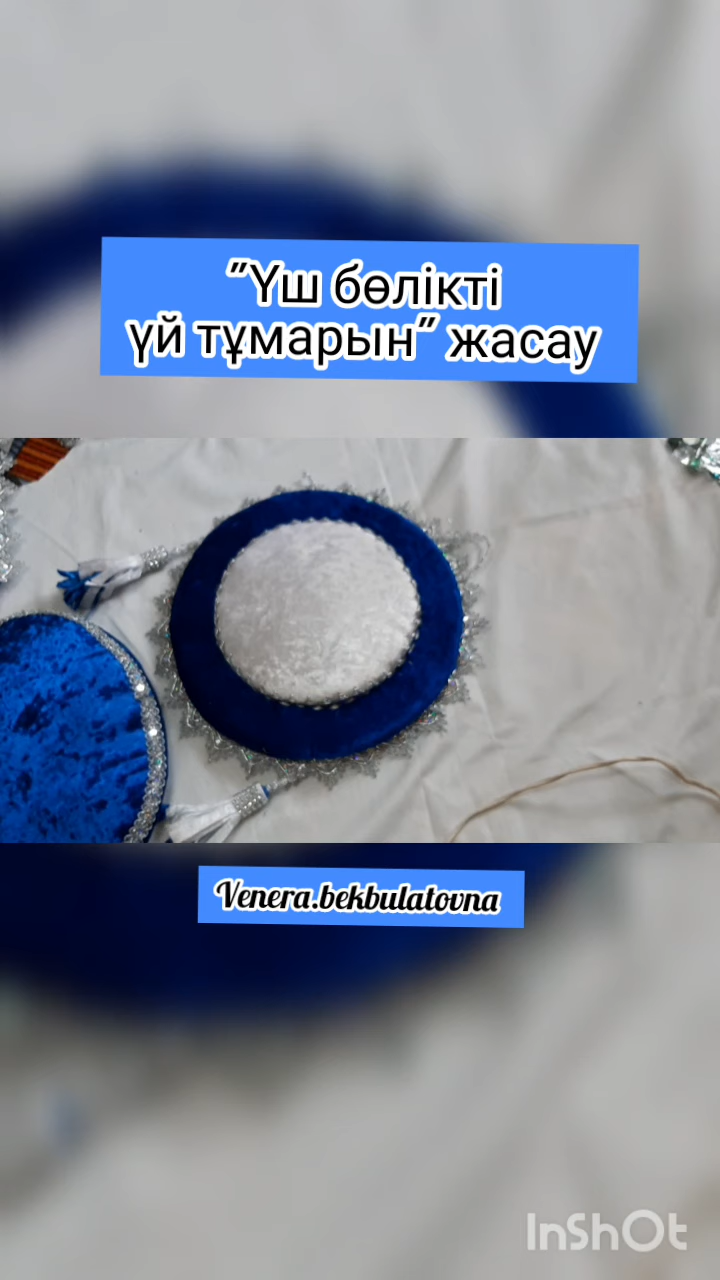 "Үш бөлікті
үй тұмарын" жасау
Venera.bekbulatovna
InShOt